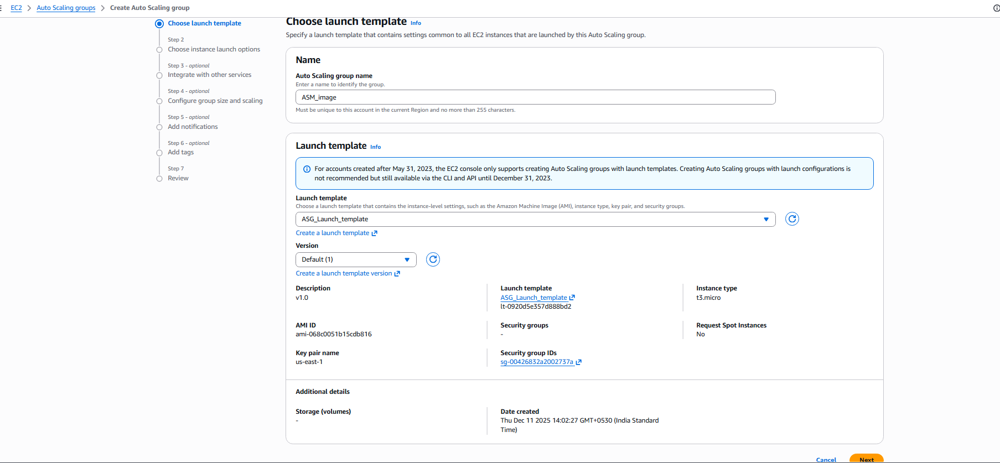 EC2 > Auto Scaling groups > Create Auto Scaling group
Choose launch template
Step 2
Choose instance launch options
Step 3 - optional
Integrate with other services
Step 4 - optional
Configure group size and scaling
Step 5 - optional
Add notifications
Step 6 - optional
Add tags
Step 7
Review
Choose launch template Info
Specify a launch template that contains settings common to all EC2 instances that are launched by this Auto Scaling group.
Name
Auto Scaling group name
Enter a name to identify the group.
ASM_image
Must be unique to this account in the current Region and no more than 255 characters.
Launch template Info
For accounts created after May 31, 2023, the EC2 console only supports creating Auto Scaling groups with launch templates. Creating Auto Scaling groups with launch configurations is
not recommended but still available via the CLI and API until December 31, 2023.
Launch template
Choose a launch template that contains the instance-level settings, such as the Amazon Machine Image (AMI), instance type, key pair, and security groups.
ASG_Launch_template
Create a launch template
Version
Default (1)
Create a launch template version
Description
v1.0
Launch template
ASG_Launch_template
lt-0920d5e357d888bd2
Instance type
t3.micro
AMI ID
ami-068c0051b15cdb816
Security groups
-
Request Spot Instances
No
Key pair name
us-east-1
Security group IDs
sg-00426832a2002737a
Additional details
Storage (volumes)
-
Date created
Thu Dec 11 2025 14:02:27 GMT+0530 (India Standard
Time)
Cancel
Next